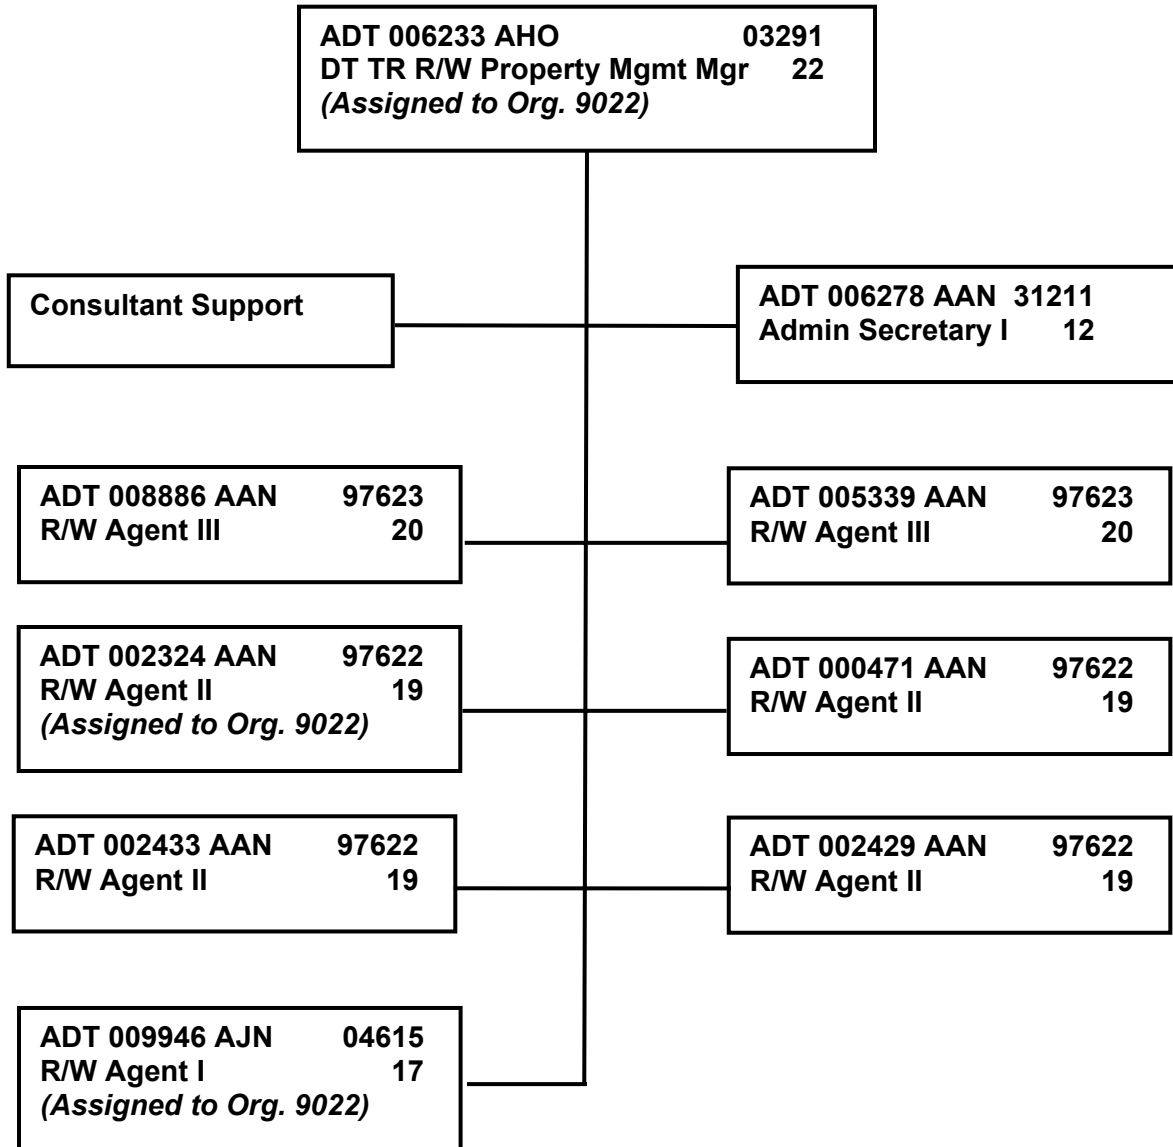 ADT 006233 AHO 03291
DT TR R/W Property Mgmt Mgr 22
(Assigned to Org. 9022)
Consultant Support
ADT 006278 AAN 31211
Admin Secretary I 12
ADT 008886 AAN 97623
R/W Agent III 20
ADT 005339 AAN 97623
R/W Agent III 20
ADT 002324 AAN 97622
R/W Agent II 19
(Assigned to Org. 9022)
ADT 000471 AAN 97622
R/W Agent II 19
ADT 002433 AAN 97622
R/W Agent II 19
ADT 002429 AAN 97622
R/W Agent II 19
ADT 009946 AJN 04615
R/W Agent I 17
(Assigned to Org. 9022)